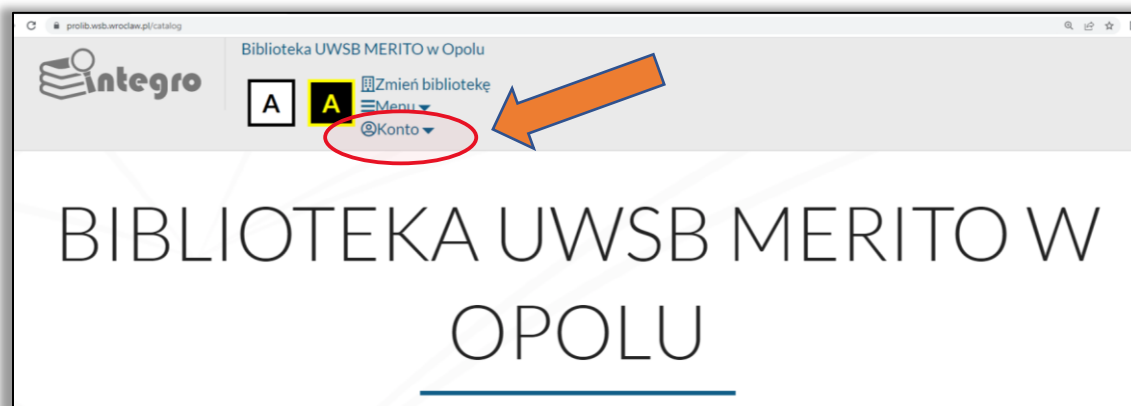 prolib.wsb.wroclaw.pl/catalog
Biblioteka UWSB MERITO w Opolu
integro
A A
Zmień bibliotekę
Menu
Konto
BIBLIOTEKA UWSB MERITO W
OPOLU